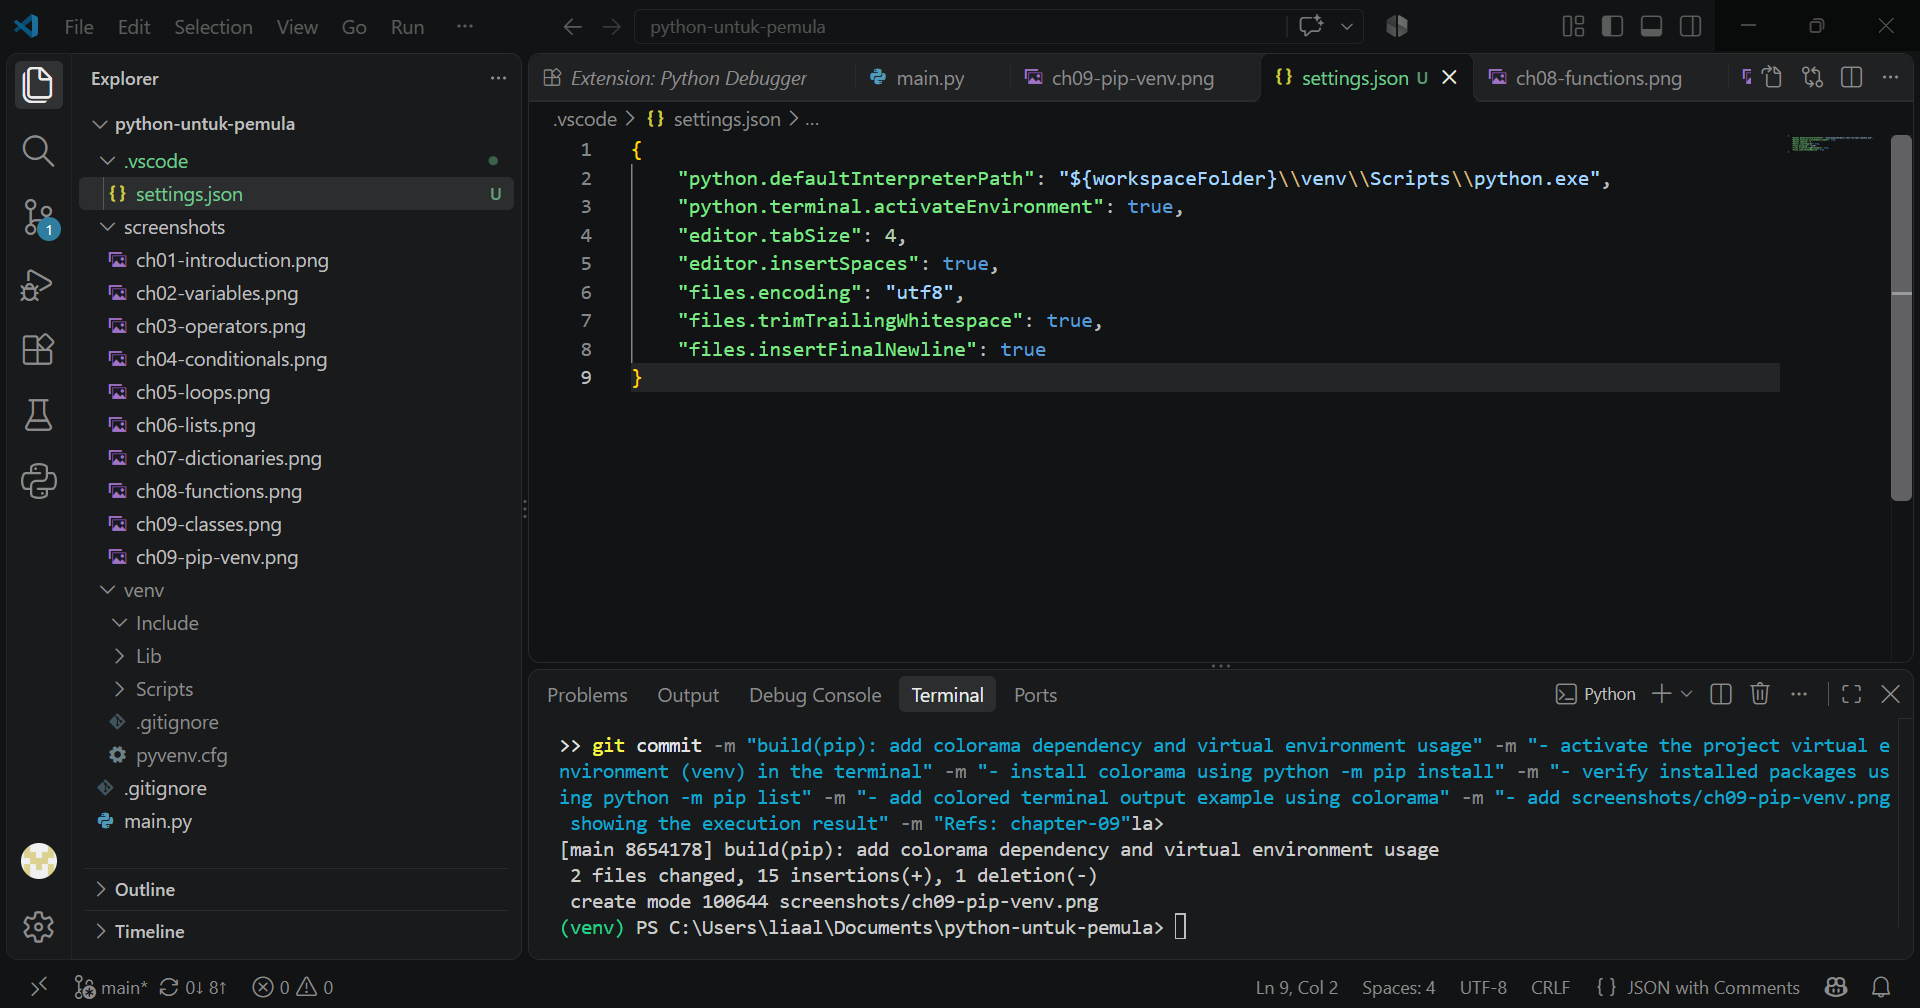 File Edit Selection View Go Run ...
python-untuk-pemula
Explorer
python-untuk-pemula
.vscode
settings.json U
screenshots
ch01-introduction.png
ch02-variables.png
ch03-operators.png
ch04-conditionals.png
ch05-loops.png
ch06-lists.png
ch07-dictionaries.png
ch08-functions.png
ch09-classes.png
ch09-pip-venv.png
venv
Include
Lib
Scripts
.gitignore
pyvenv.cfg
.gitignore
main.py
Outline
Timeline
1
Extension: Python Debugger main.py ch09-pip-venv.png {} settings.json U ch08-functions.png
.vscode > {} settings.json > ...
1 {
2 "python.defaultInterpreterPath": "${workspaceFolder}\\venv\\Scripts\\python.exe",
3 "python.terminal.activateEnvironment": true,
4 "editor.tabSize": 4,
5 "editor.insertSpaces": true,
6 "files.encoding": "utf8",
7 "files.trimTrailingWhitespace": true,
8 "files.insertFinalNewline": true
9 }
Problems Output Debug Console Terminal Ports Python
>> git commit -m "build(pip): add colorama dependency and virtual environment usage" -m "- activate the project virtual e
nvironment (venv) in the terminal" -m "- install colorama using python -m pip install" -m "- verify installed packages us
ing python -m pip list" -m "- add colored terminal output example using colorama" -m "- add screenshots/ch09-pip-venv.png
showing the execution result" -m "Refs: chapter-09"la>
[main 8654178] build(pip): add colorama dependency and virtual environment usage
2 files changed, 15 insertions(+), 1 deletion(-)
create mode 100644 screenshots/ch09-pip-venv.png
(venv) PS C:\Users\liaal\Documents\python-untuk-pemula>
main* 0↓ 8↑ 0 0 Ln 9, Col 2 Spaces: 4 UTF-8 CRLF {} JSON with Comments